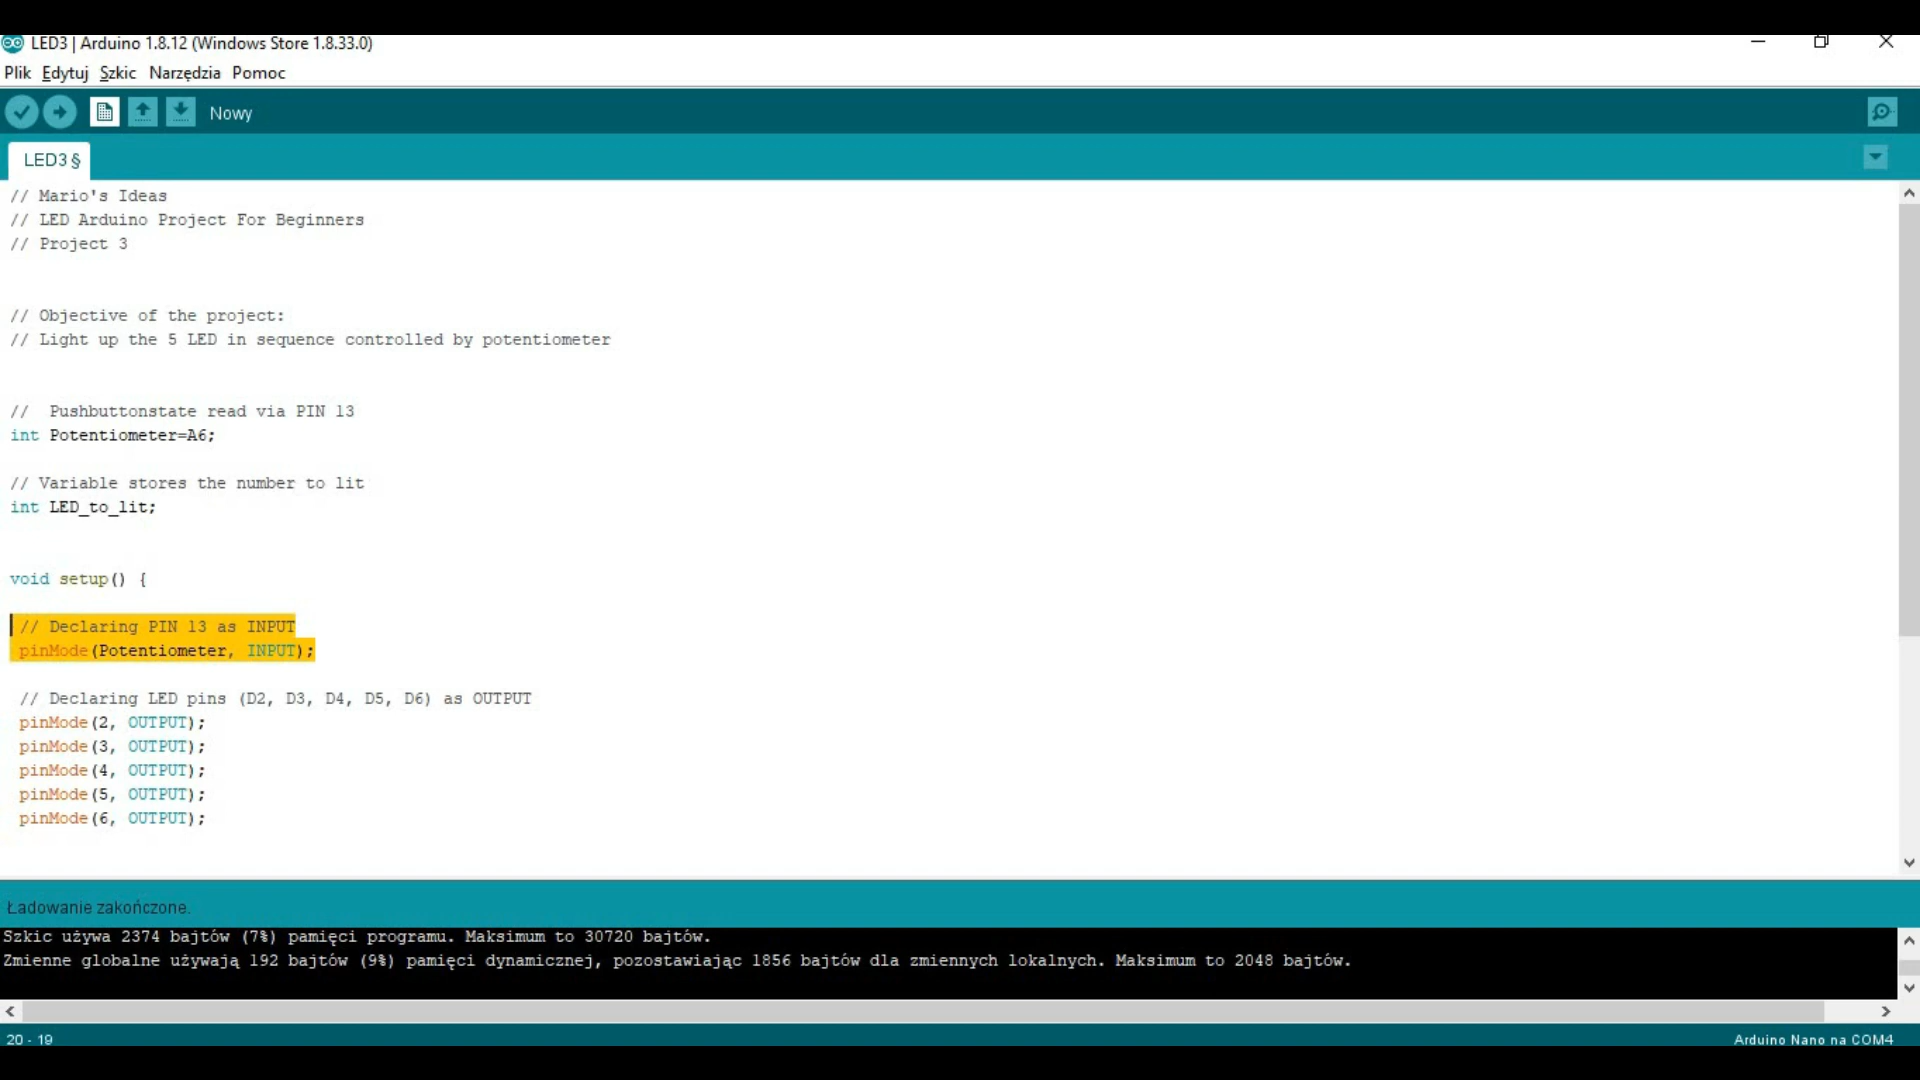 LED3 | Arduino 1.8.12 (Windows Store 1.8.33.0)
Plik Edytuj Szkic Narzędzia Pomoc
Nowy
LED3 §
// Mario's Ideas
// LED Arduino Project For Beginners
// Project 3
// Objective of the project:
// Light up the 5 LED in sequence controlled by potentiometer
//  Pushbuttonstate read via PIN 13
int Potentiometer=A6;
// Variable stores the number to lit
int LED_to_lit;
void setup() {
// Declaring PIN 13 as INPUT
pinMode(Potentiometer, INPUT);
// Declaring LED pins (D2, D3, D4, D5, D6) as OUTPUT
pinMode(2, OUTPUT);
pinMode(3, OUTPUT);
pinMode(4, OUTPUT);
pinMode(5, OUTPUT);
pinMode(6, OUTPUT);
Ładowanie zakończone.
Szkic używa 2374 bajtów (7%) pamięci programu. Maksimum to 30720 bajtów.
Zmienne globalne używają 192 bajtów (9%) pamięci dynamicznej, pozostawiając 1856 bajtów dla zmiennych lokalnych. Maksimum to 2048 bajtów.
20 - 19
Arduino Nano na COM4